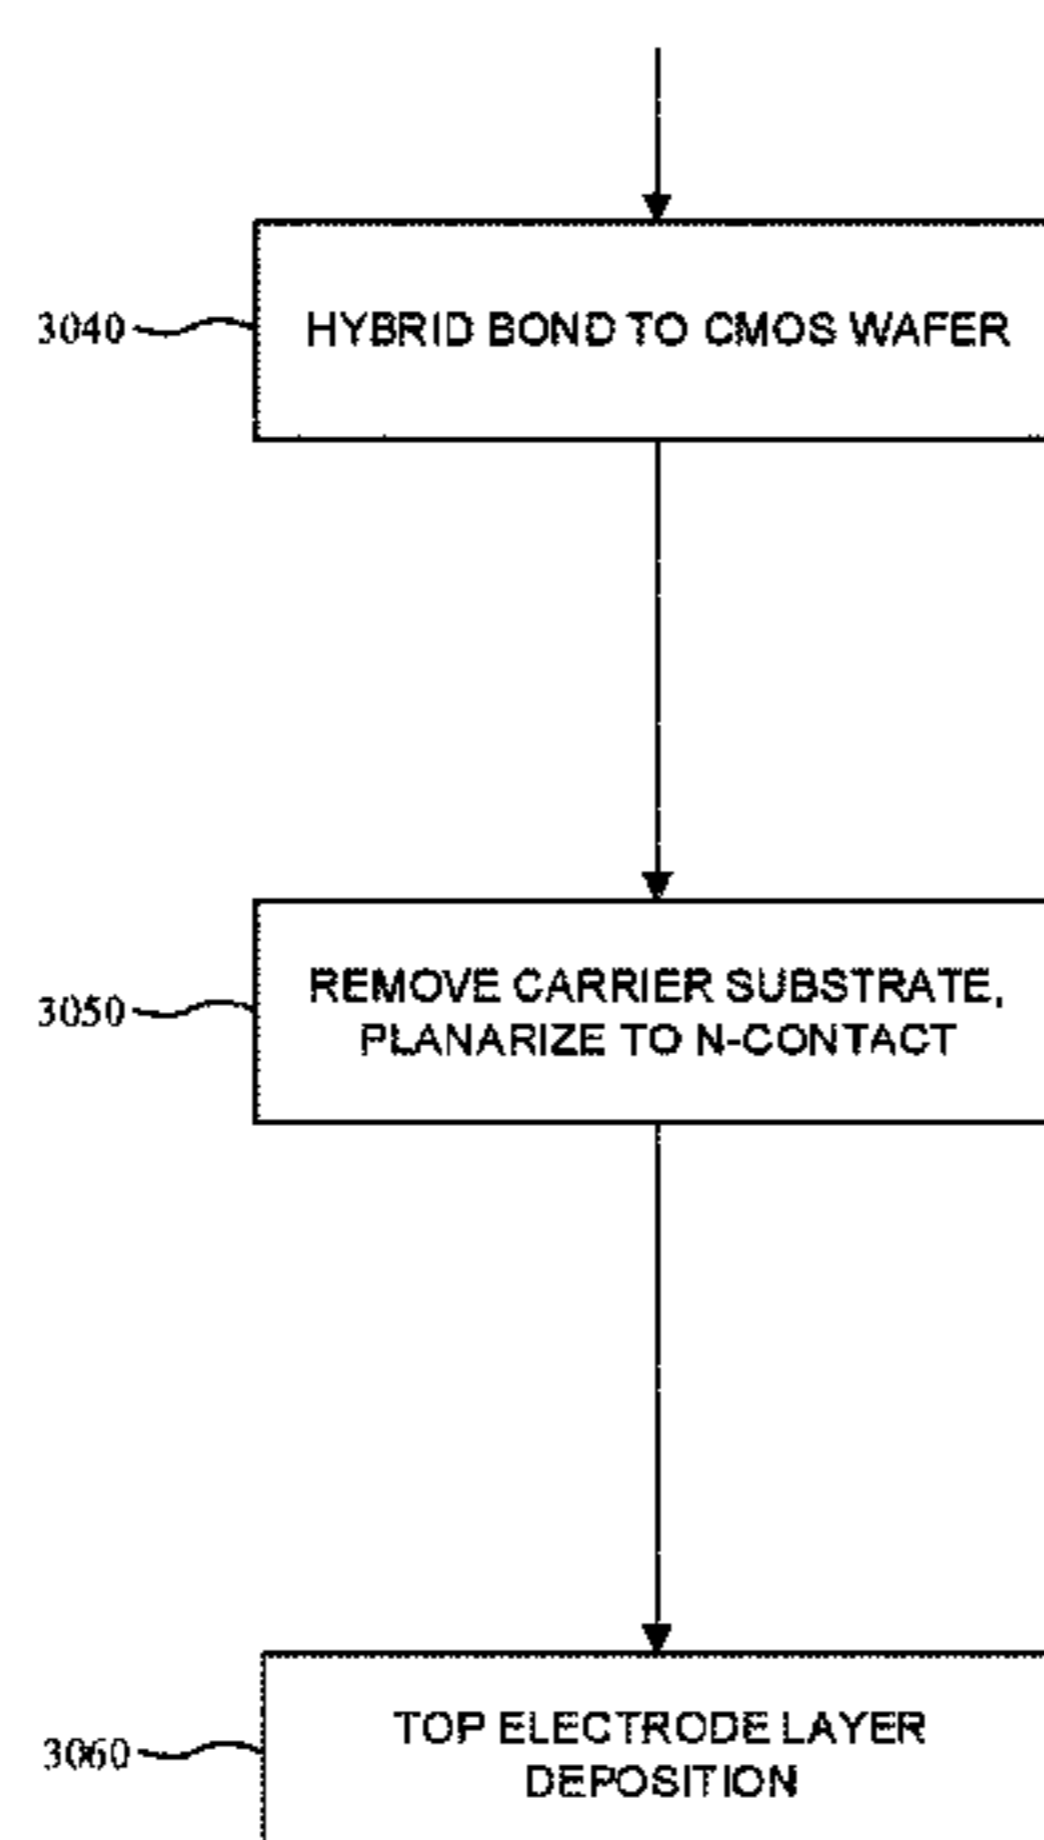 3040
HYBRID BOND TO CMOS WAFER
3050
REMOVE CARRIER SUBSTRATE,
PLANARIZE TO N-CONTACT
3060
TOP ELECTRODE LAYER
DEPOSITION